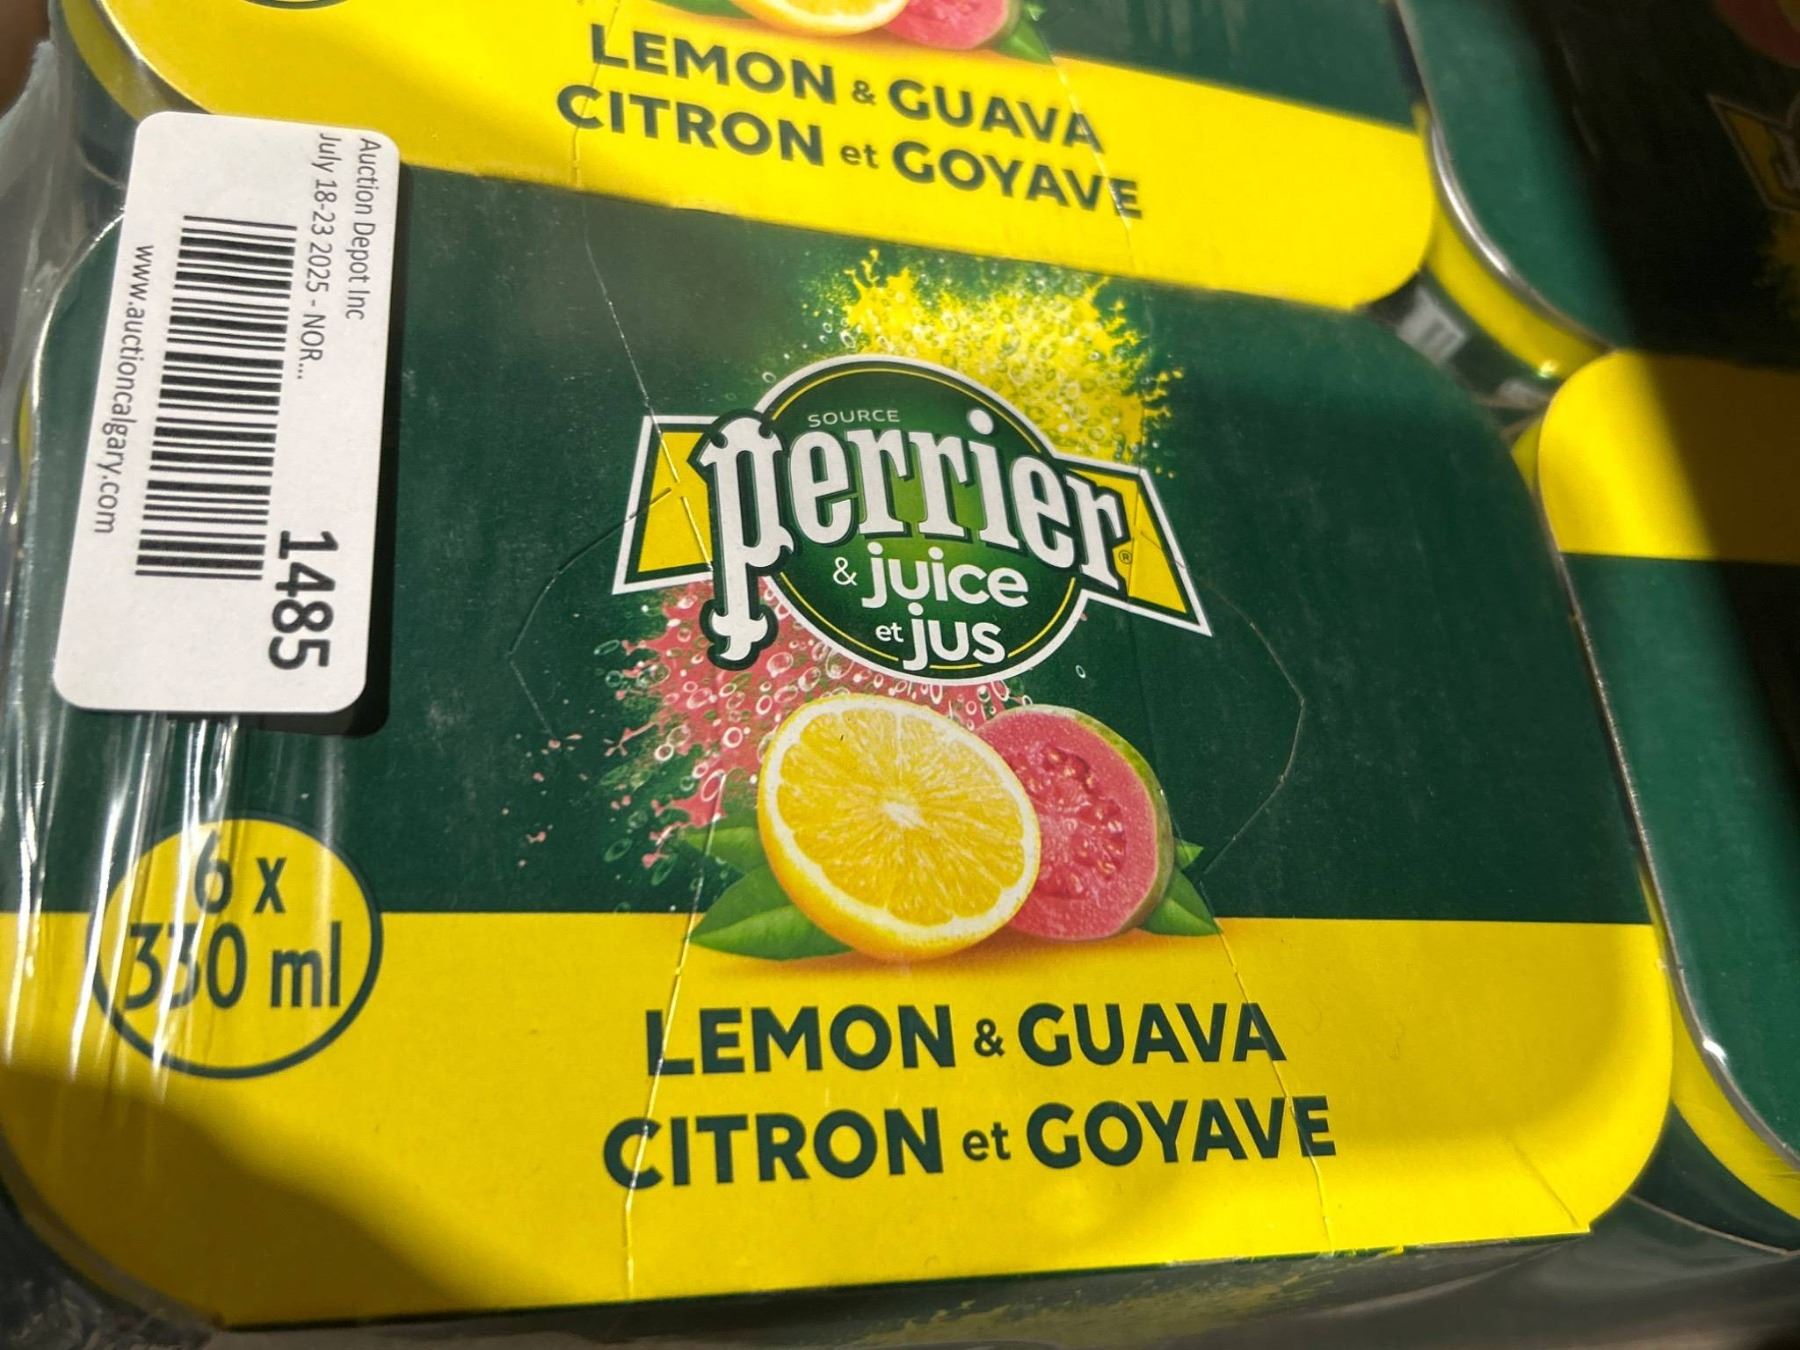 LEMON & GUAVA
CITRON et GOYAVE
Auction Depot Inc
July 18-23 2025 - NOR...
1485
www.auctioncalgary.com
SOURCE
perrier®
& juice
et jus
6 x
330 ml
LEMON & GUAVA
CITRON et GOYAVE